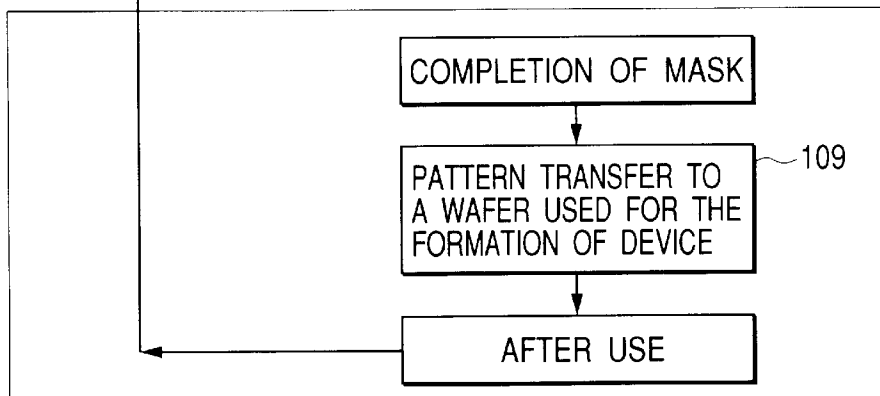 COMPLETION OF MASK
PATTERN TRANSFER TO
A WAFER USED FOR THE
FORMATION OF DEVICE
109
AFTER USE